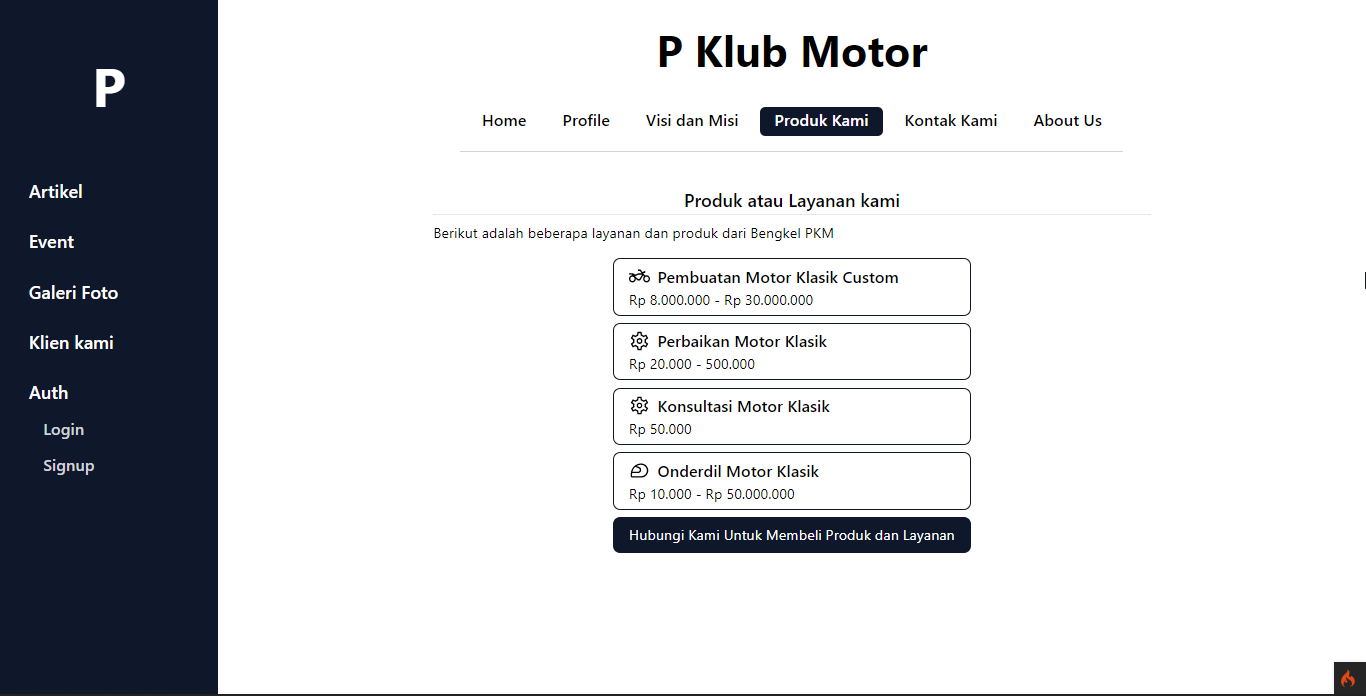 P
Artikel
Event
Galeri Foto
Klien kami
Auth
Login
Signup
P Klub Motor
Home Profile Visi dan Misi Produk Kami Kontak Kami About Us
Produk atau Layanan kami
Berikut adalah beberapa layanan dan produk dari Bengkel PKM
Pembuatan Motor Klasik Custom
Rp 8.000.000 - Rp 30.000.000
Perbaikan Motor Klasik
Rp 20.000 - 500.000
Konsultasi Motor Klasik
Rp 50.000
Onderdil Motor Klasik
Rp 10.000 - Rp 50.000.000
Hubungi Kami Untuk Membeli Produk dan Layanan